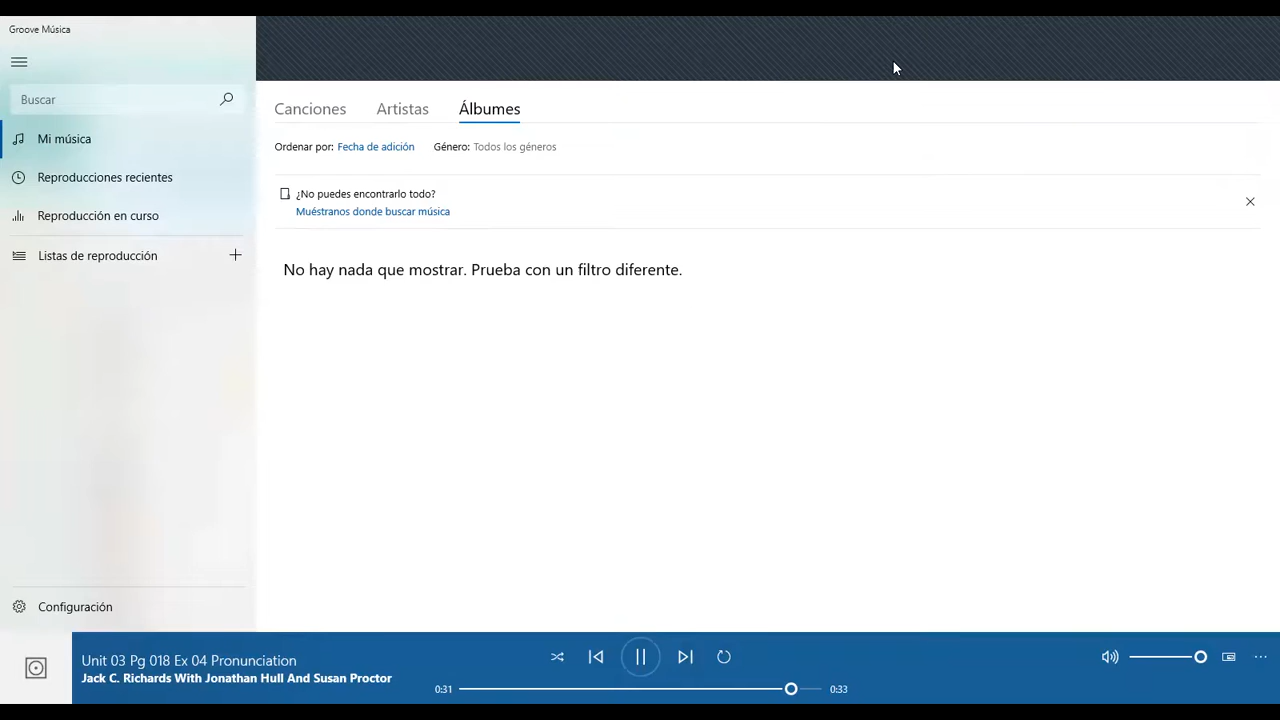 Groove Música
Buscar
Mi música
Reproducciones recientes
Reproducción en curso
Listas de reproducción
Configuración
Canciones Artistas Álbumes
Ordenar por: Fecha de adición Género: Todos los géneros
¿No puedes encontrarlo todo?
Muéstranos donde buscar música
No hay nada que mostrar. Prueba con un filtro diferente.
Unit 03 Pg 018 Ex 04 Pronunciation
Jack C. Richards With Jonathan Hull And Susan Proctor
0:31 0:33